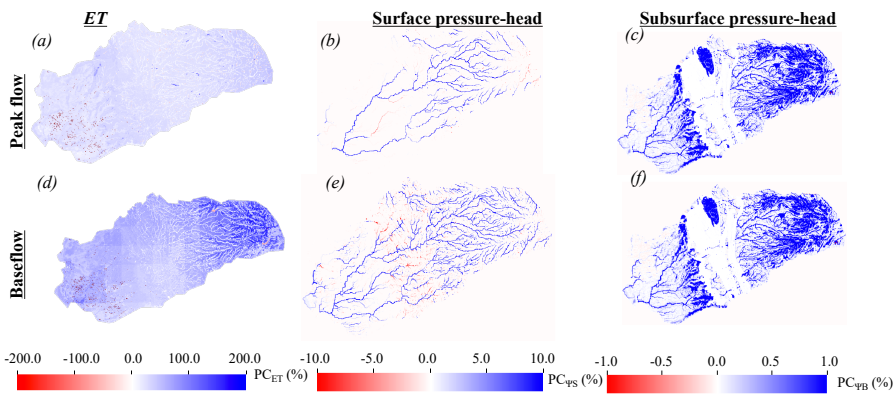 ET
Surface pressure-head
Subsurface pressure-head
Peak flow
(a)
(b)
(c)
Baseflow
(d)
(e)
(f)
-200.0 -100.0 0.0 100.0 200.0
PC_ET (%)
-10.0 -5.0 0.0 5.0 10.0
PC_ΨS (%)
-1.0 -0.5 0.0 0.5 1.0
PC_ΨB (%)